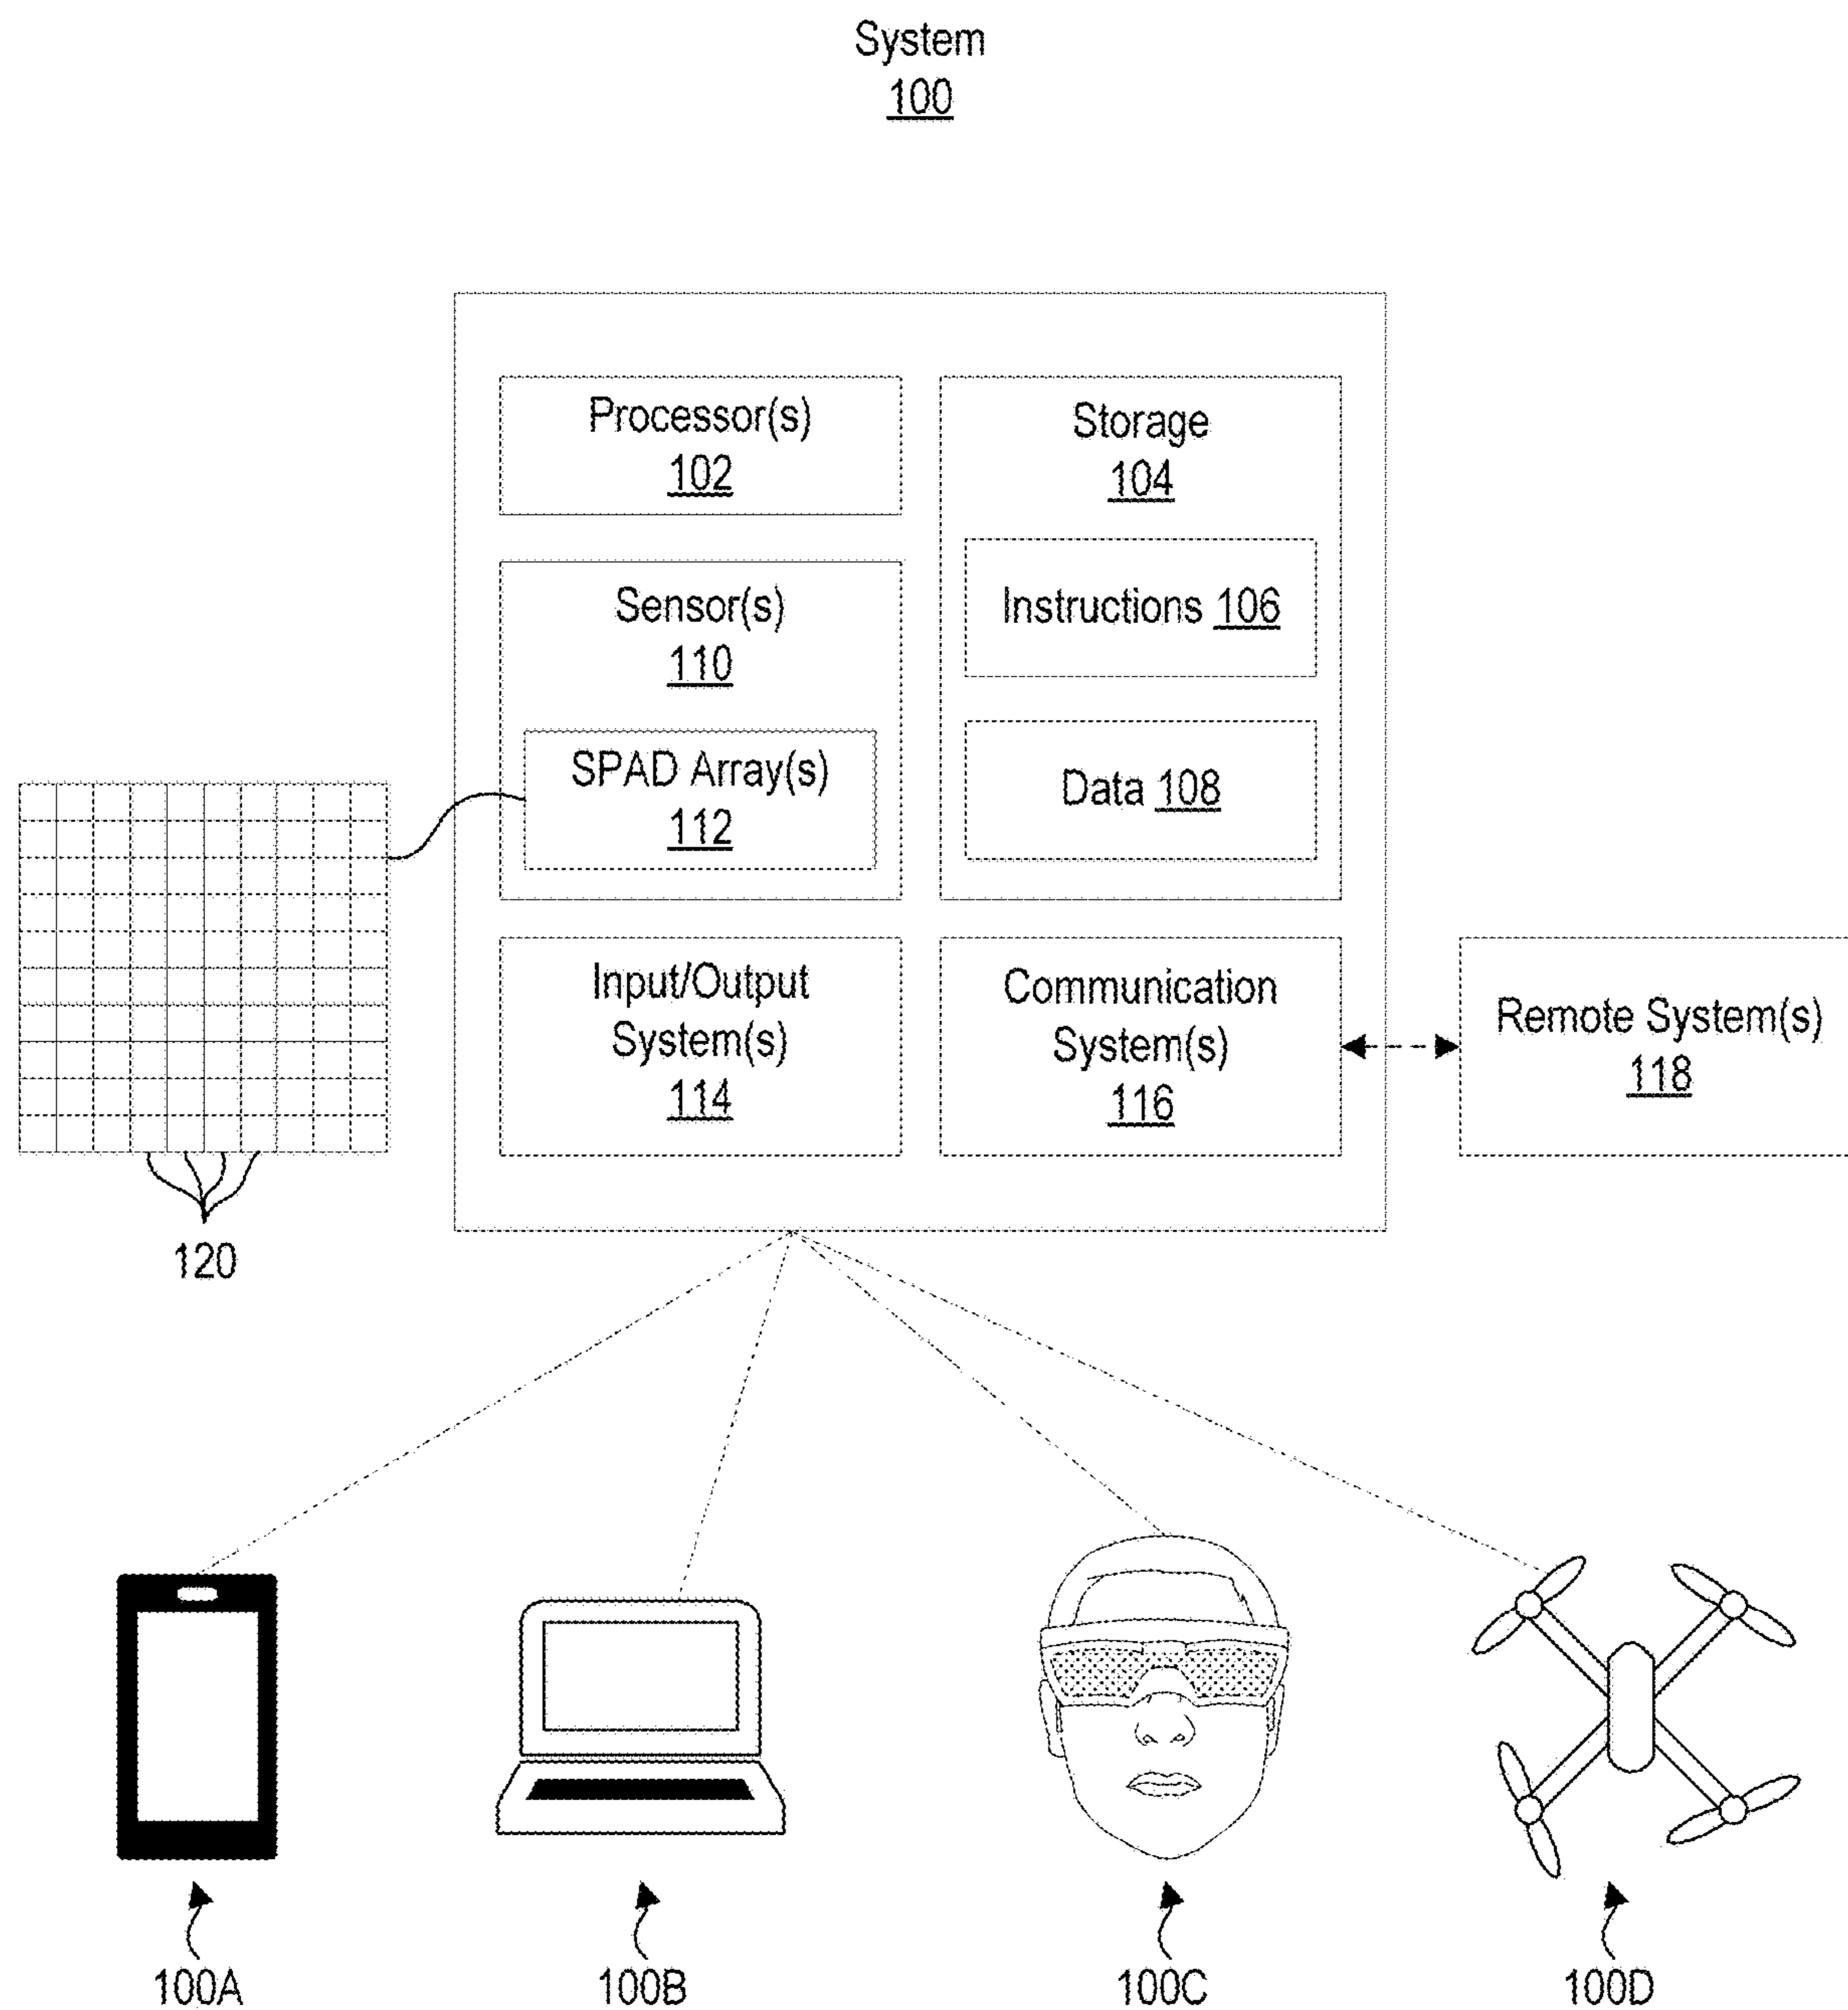 System
100
Processor(s)
102
Storage
104
Instructions 106
Data 108
Sensor(s)
110
SPAD Array(s)
112
Input/Output
System(s)
114
Communication
System(s)
116
Remote System(s)
118
120
100A
100B
100C
100D